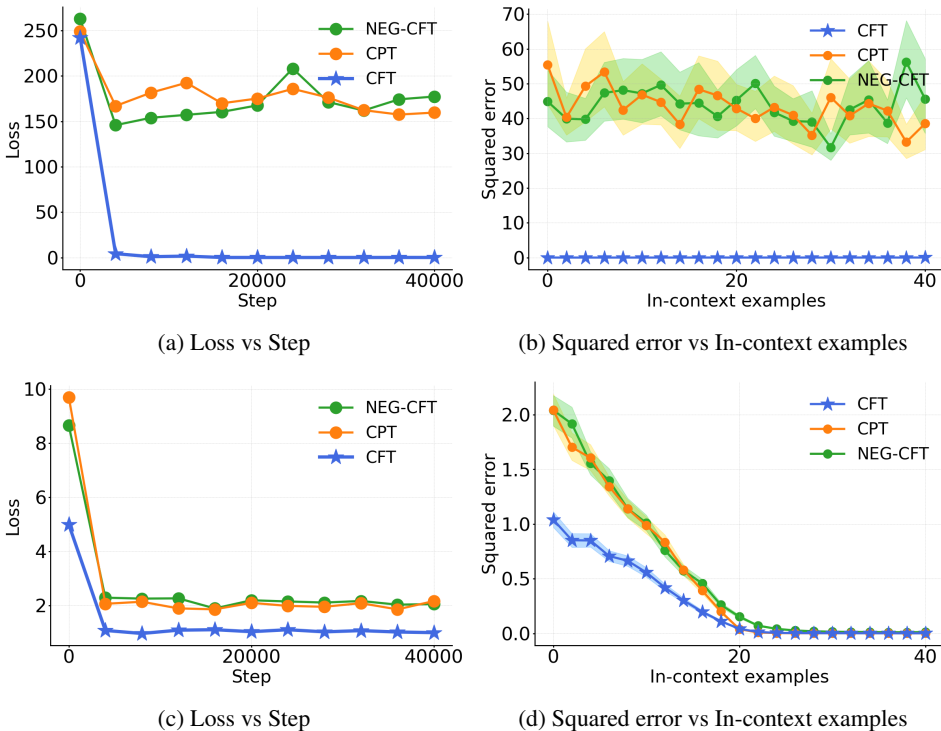 250
200
150
100
50
0
Loss
NEG-CFT
CPT
CFT
0
20000
40000
Step
(a) Loss vs Step
70
60
50
40
30
20
10
0
Squared error
CFT
CPT
NEG-CFT
0
20
40
In-context examples
(b) Squared error vs In-context examples
10
8
6
4
2
Loss
NEG-CFT
CPT
CFT
0
20000
40000
Step
(c) Loss vs Step
2.0
1.5
1.0
0.5
0.0
Squared error
CFT
CPT
NEG-CFT
0
20
40
In-context examples
(d) Squared error vs In-context examples